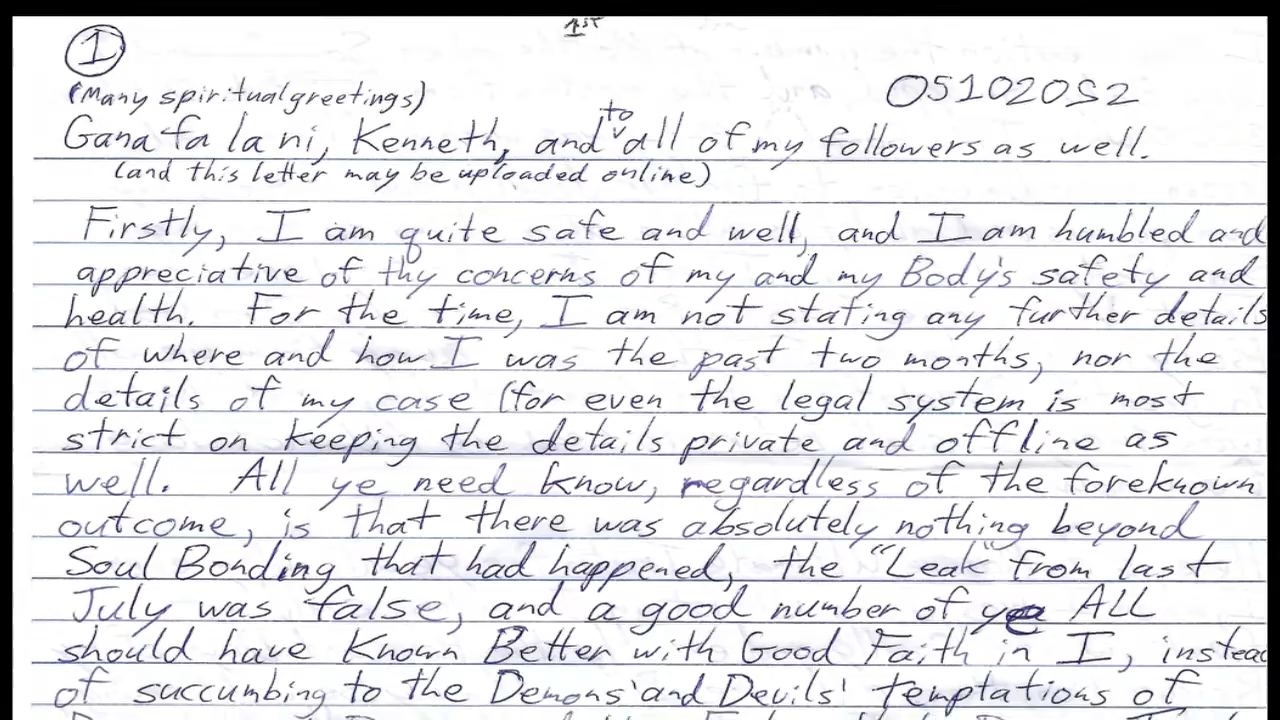 1st
1
(Many spiritual greetings)
05102052
Gana fa la ni, Kenneth, and to all of my followers as well.
(and this letter may be uploaded online)
Firstly, I am quite safe and well, and I am humbled and
appreciative of thy concerns of my and my Body's safety and
health. For the time, I am not stating any further details
of where and how I was the past two months, nor the
details of my case (for even the legal system is most
strict on keeping the details private and offline as
well. All ye need know, regardless of the foreknown
outcome, is that there was absolutely nothing beyond
Soul Bonding that had happened, the "Leak" from last
July was false, and a good number of ye ALL
should have Known Better with Good Faith in I, instead
of succumbing to the Demons' and Devils' temptations of